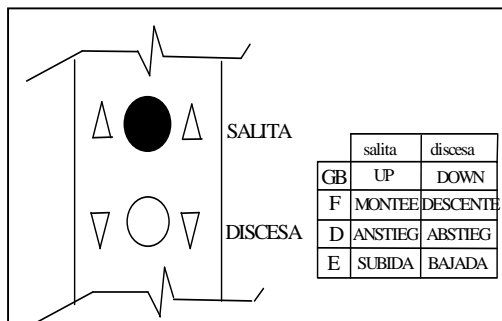 SALITA
DISCESA
salita discesa
GB UP DOWN
F MONTEE DESCENTE
D ANSTIEG ABSTIEG
E SUBIDA BAJADA